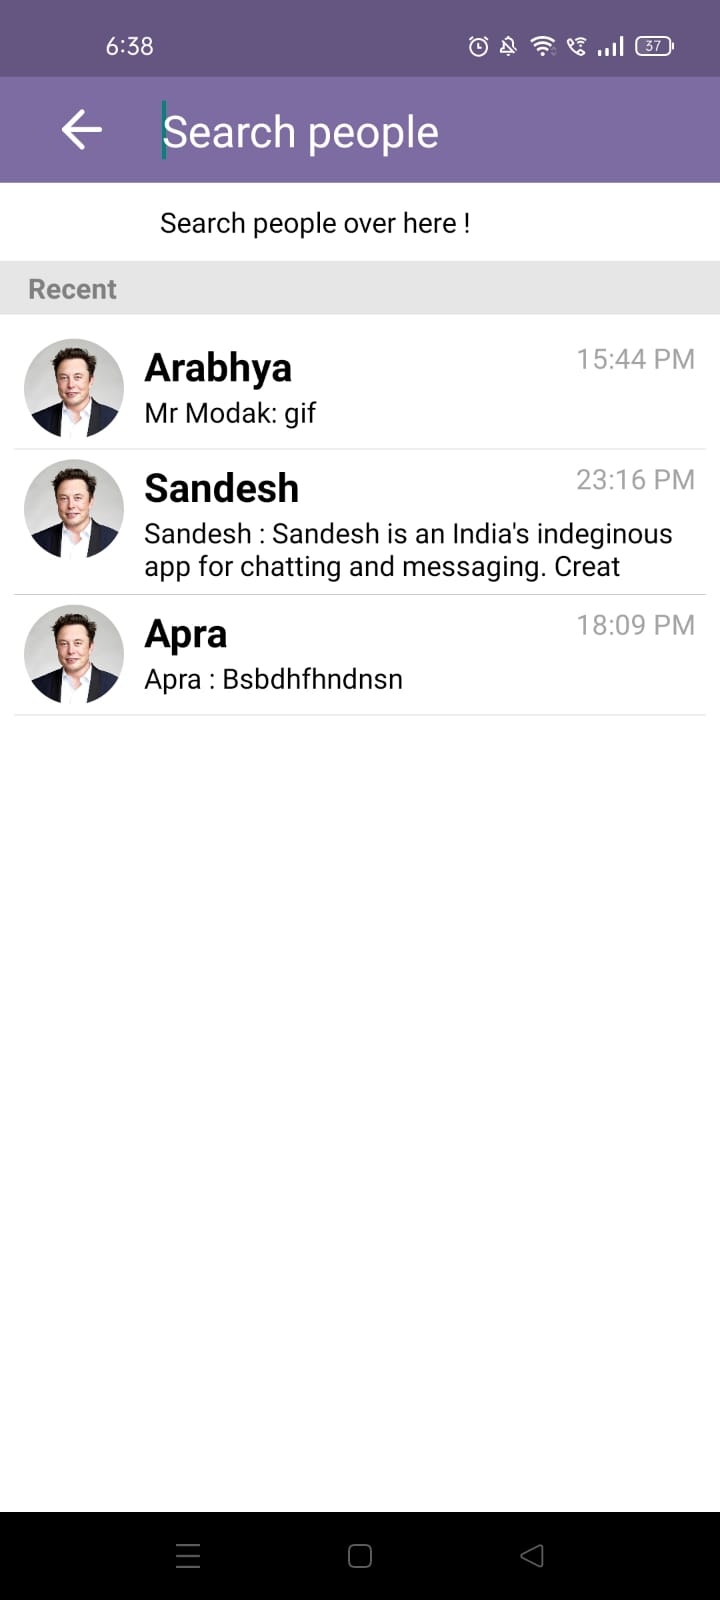 6:38
37
Search people
Search people over here !
Recent
Arabhya
15:44 PM
Mr Modak: gif
Sandesh
23:16 PM
Sandesh : Sandesh is an India's indeginous
app for chatting and messaging. Creat
Apra
18:09 PM
Apra : Bsbdhfhndnsn